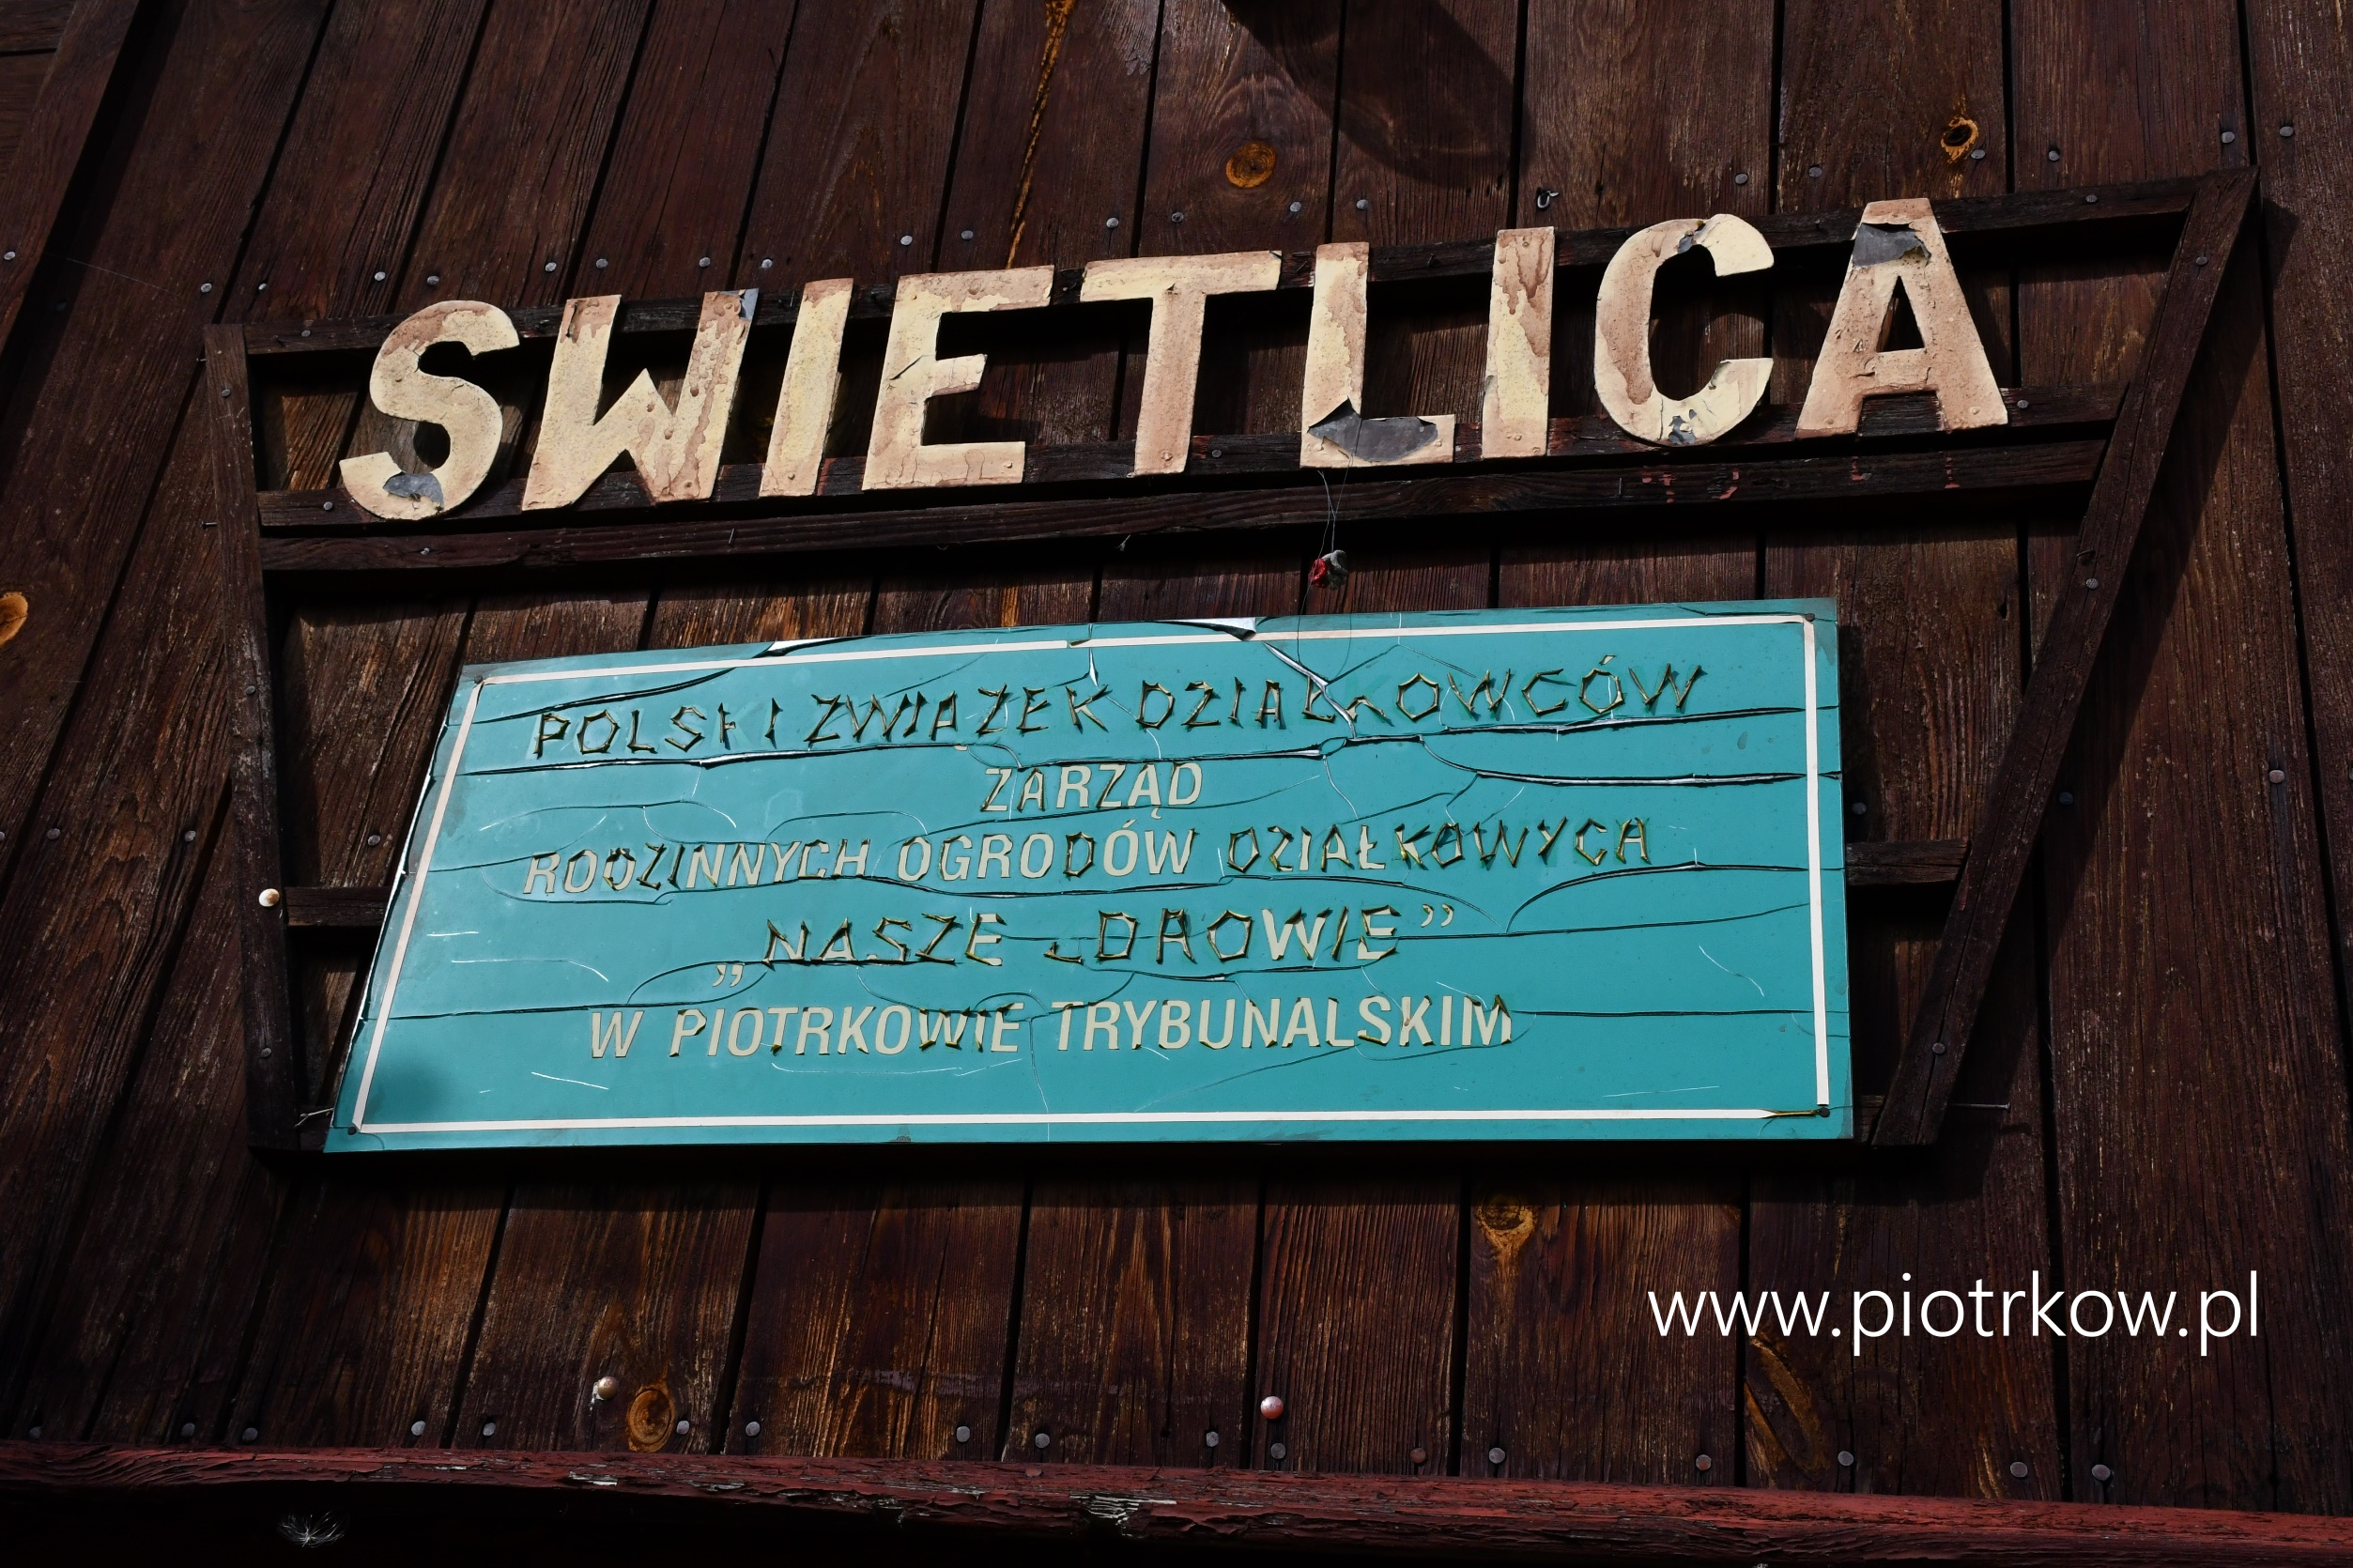 SWIETLICA
POLSKI ZWIĄZEK DZIAŁKOWCÓW
ZARZĄD
RODZINNYCH OGRODÓW DZIAŁKOWYCH
„NASZE ZDROWIE”
W PIOTRKOWIE TRYBUNALSKIM
www.piotrkow.pl